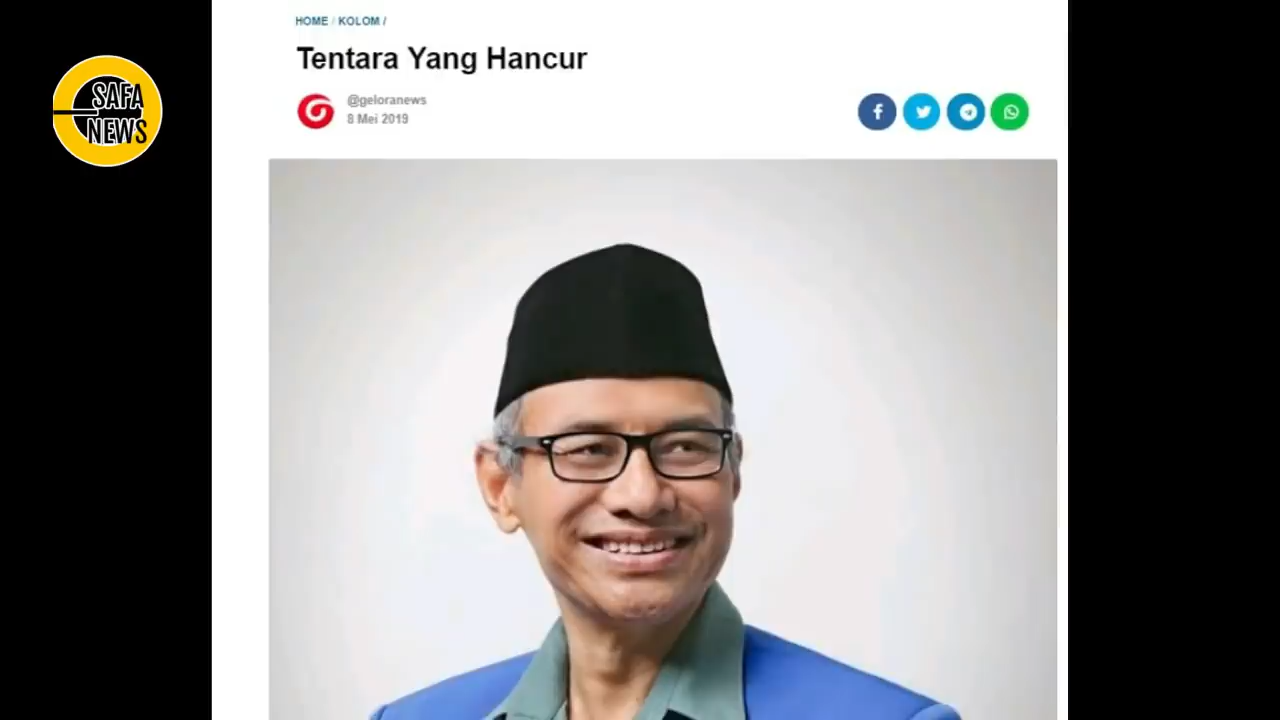 HOME / KOLOM /
Tentara Yang Hancur
@geloranews
8 Mei 2019
SAFA
NEWS